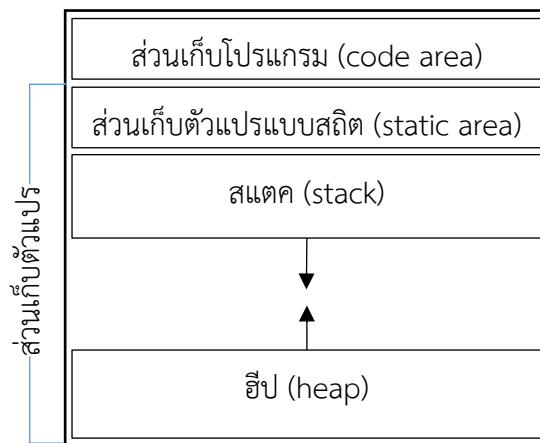 ส่วนเก็บโปรแกรม (code area)
ส่วนเก็บตัวแปรแบบสถิต (static area)
สแตค (stack)
ส่วนเก็บตัวแปร
ฮีป (heap)